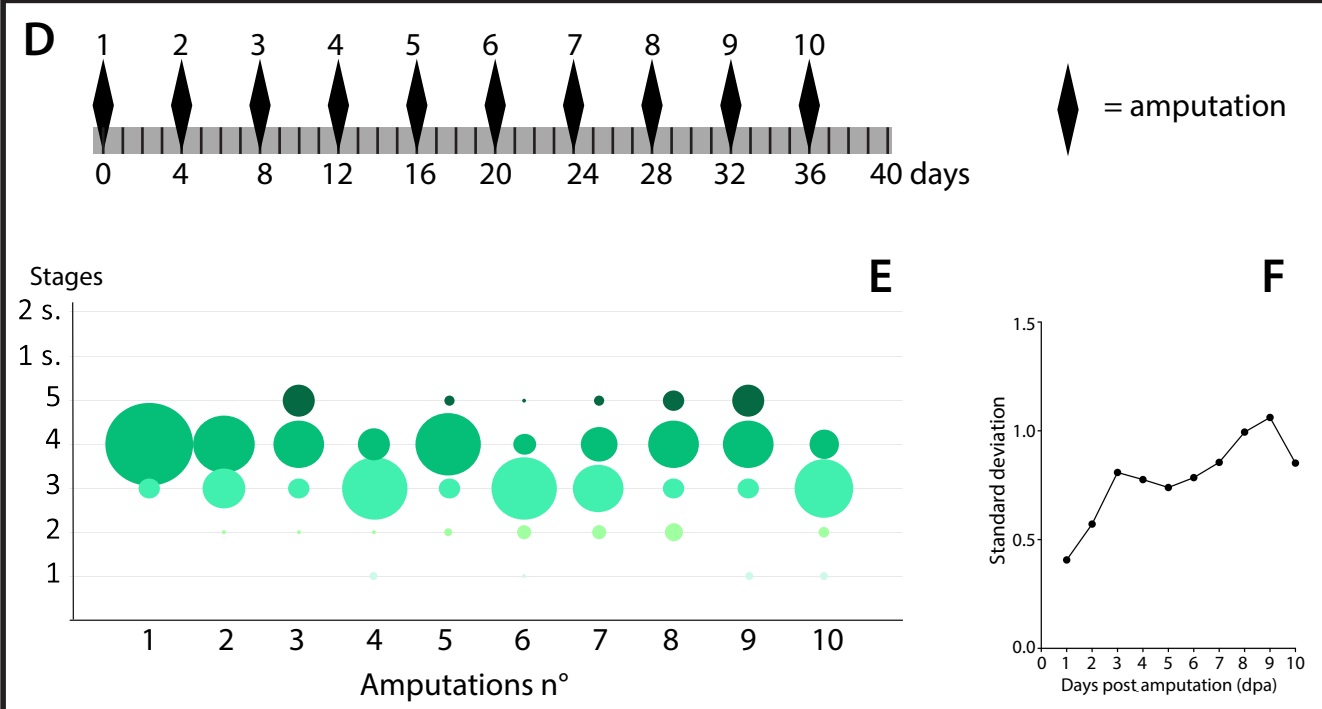 D
1 2 3 4 5 6 7 8 9 10
= amputation
0 4 8 12 16 20 24 28 32 36 40 days
E
Stages
2 s.
1 s.
5
4
3
2
1
1 2 3 4 5 6 7 8 9 10
Amputations n°
F
Standard deviation
1.5
1.0
0.5
0.0
0 1 2 3 4 5 6 7 8 9 10
Days post amputation (dpa)